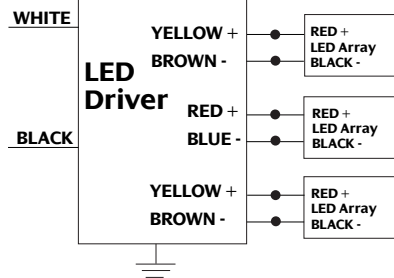 WHITE
BLACK
LED
Driver
YELLOW +
BROWN -
RED +
BLUE -
YELLOW +
BROWN -
RED +
LED Array
BLACK -
RED +
LED Array
BLACK -
RED +
LED Array
BLACK -